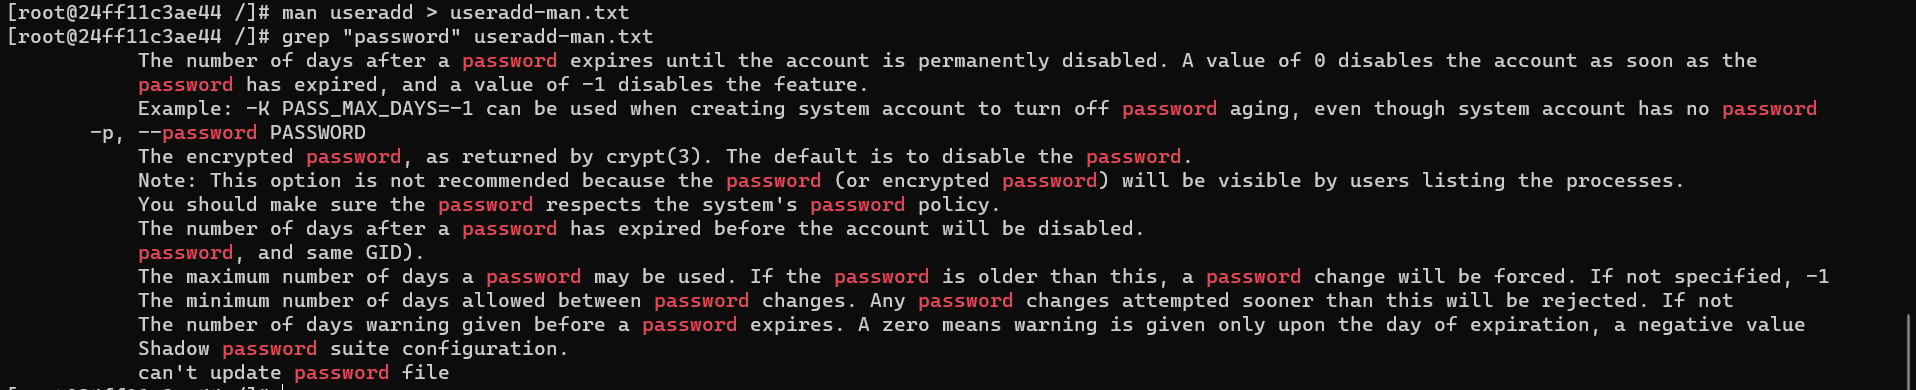 [root@24ff11c3ae44 /]# man useradd > useradd-man.txt
[root@24ff11c3ae44 /]# grep "password" useradd-man.txt
The number of days after a password expires until the account is permanently disabled. A value of 0 disables the account as soon as the
password has expired, and a value of -1 disables the feature.
Example: -K PASS_MAX_DAYS=-1 can be used when creating system account to turn off password aging, even though system account has no password
-p, --password PASSWORD
The encrypted password, as returned by crypt(3). The default is to disable the password.
Note: This option is not recommended because the password (or encrypted password) will be visible by users listing the processes.
You should make sure the password respects the system's password policy.
The number of days after a password has expired before the account will be disabled.
password, and same GID).
The maximum number of days a password may be used. If the password is older than this, a password change will be forced. If not specified, -1
The minimum number of days allowed between password changes. Any password changes attempted sooner than this will be rejected. If not
The number of days warning given before a password expires. A zero means warning is given only upon the day of expiration, a negative value
Shadow password suite configuration.
can't update password file